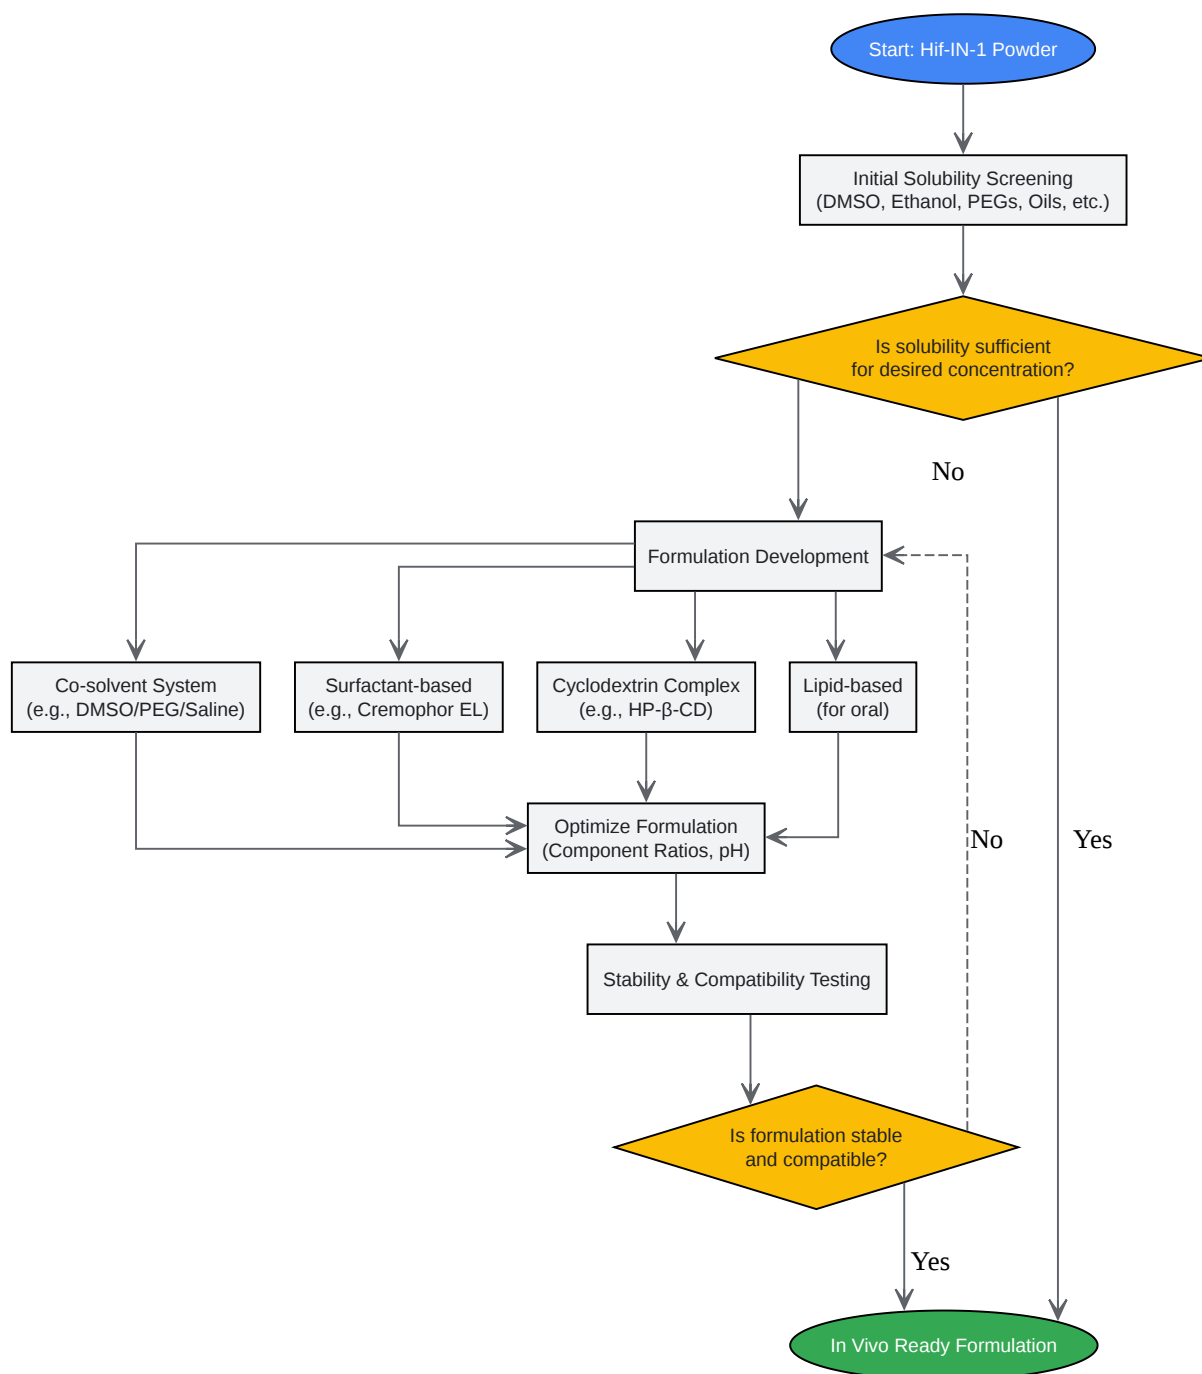 Start: Hif-IN-1 Powder
Initial Solubility Screening
(DMSO, Ethanol, PEGs, Oils, etc.)
Is solubility sufficient
for desired concentration?
No
Formulation Development
Co-solvent System
(e.g., DMSO/PEG/Saline)
Surfactant-based
(e.g., Cremophor EL)
Cyclodextrin Complex
(e.g., HP-β-CD)
Lipid-based
(for oral)
Optimize Formulation
(Component Ratios, pH)
No
Yes
Stability & Compatibility Testing
Is formulation stable
and compatible?
Yes
In Vivo Ready Formulation